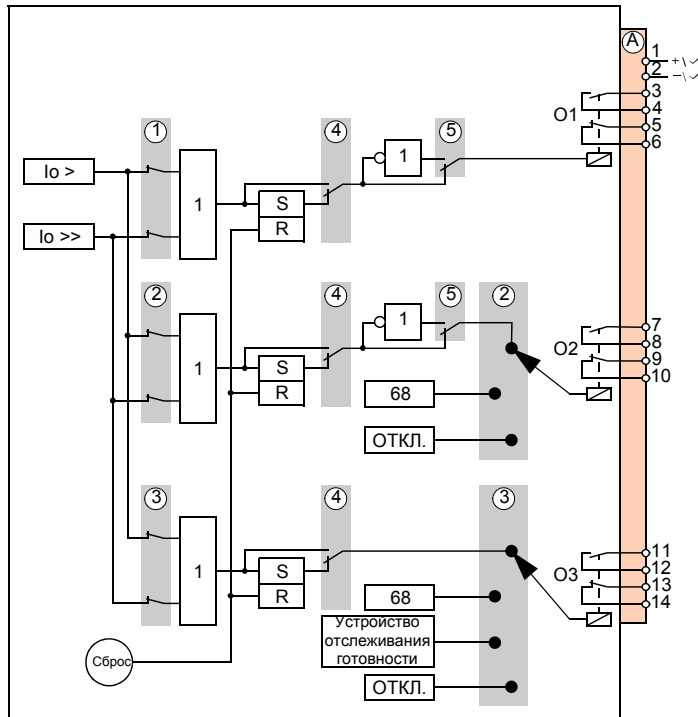 A
1
+\~
2
−\~
3
O1
4
5
6
1
4
5
Io >
1
1
S
R
Io >>
2
4
5
2
7
1
8
O2
9
1
S
10
R
68
ОТКЛ.
3
4
3
11
12
O3
13
1
S
14
R
68
Устройство
отслеживания
готовности
Сброс
ОТКЛ.